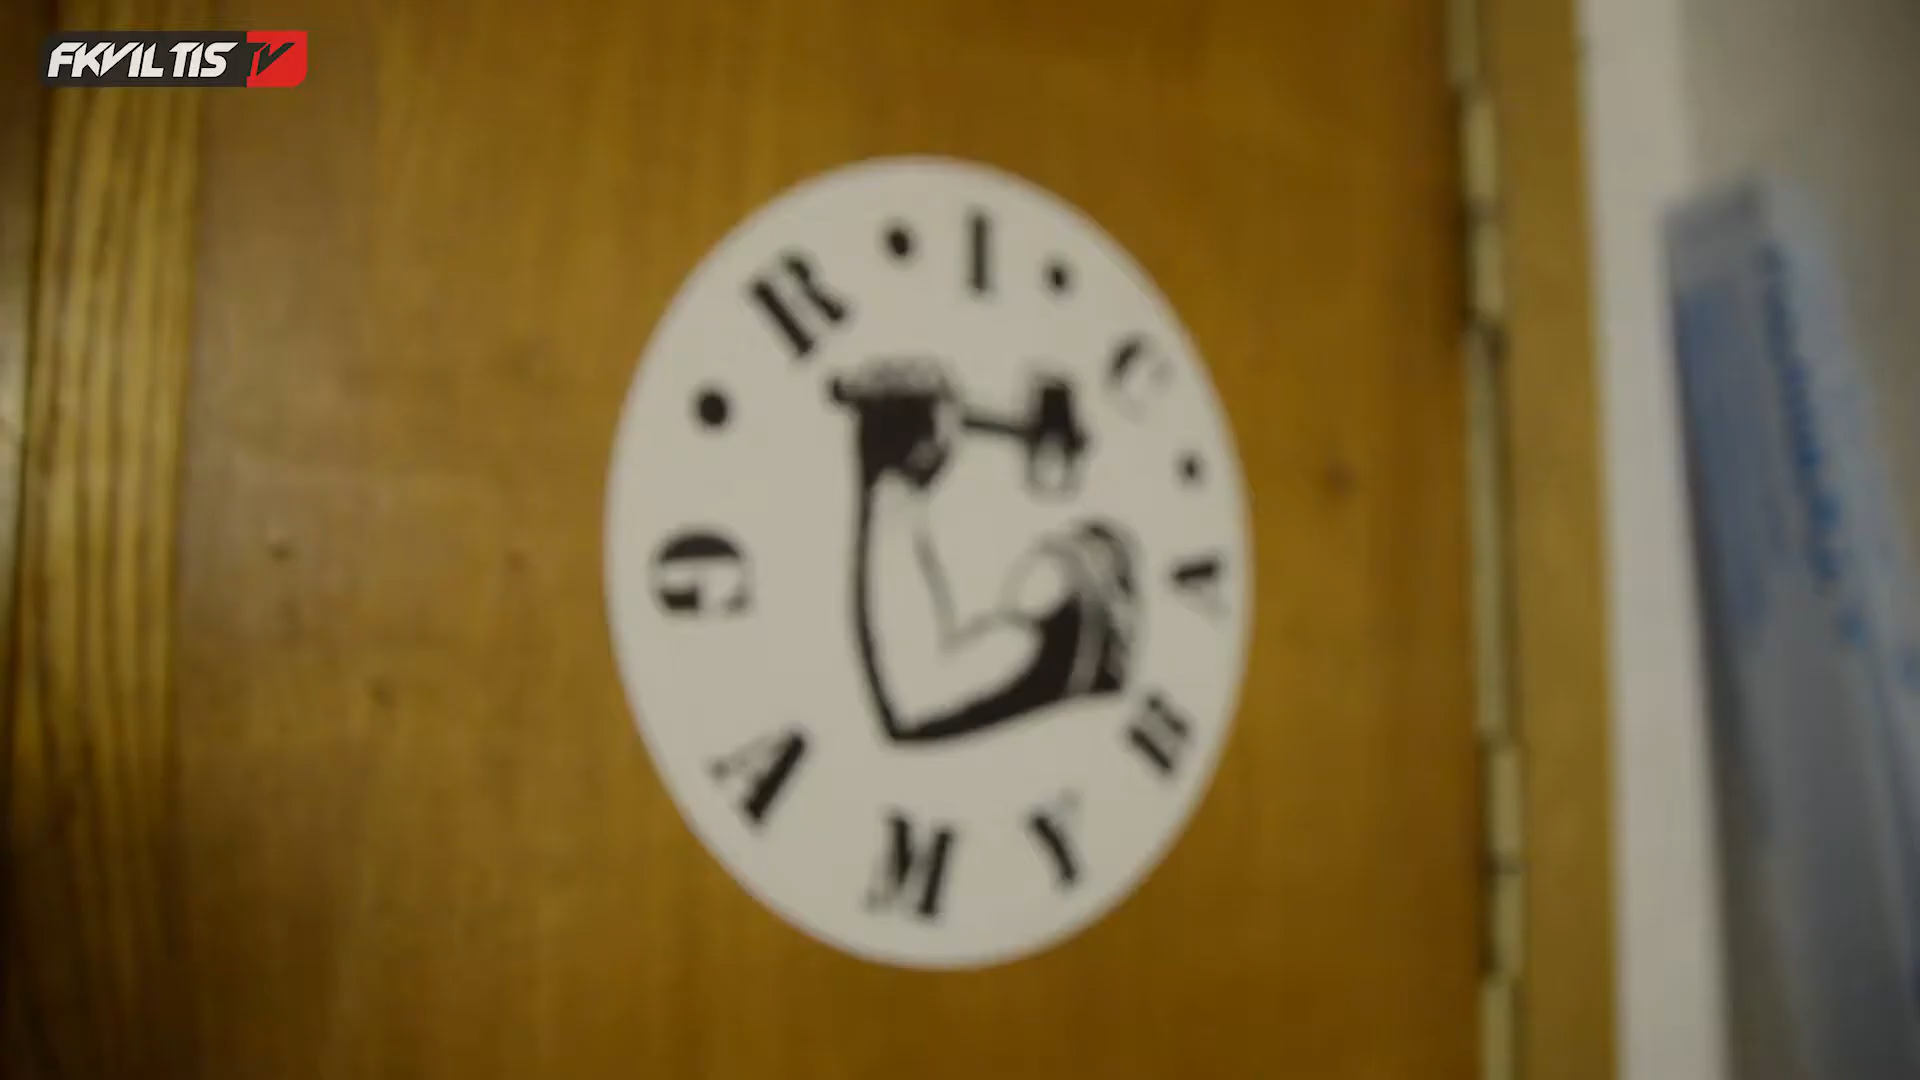 FKVILTIS TV
• R • I • C •
GAMYBA